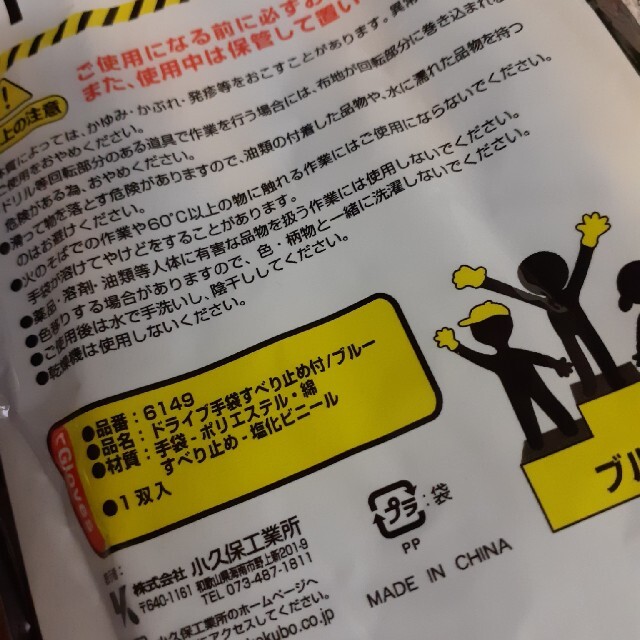 ご使用になる前に必ずお
また、使用中は保管して置い
上の注意
によっては、かゆみ・かぶれ・発疹等をおこすことがあります。異常
使用をおやめください。
ドリル等回転部分のある道具で作業を行う場合には、布地が回転部分に巻き込まれ
危険がある為、おやめください。
滑って物を落とす危険がありますので、油類の付着した品物や、水に濡れた品物を持つ
のはお避けください。
●火のそばでの作業や60℃以上の物に触れる作業にはご使用にならないでください。
手袋が溶けてやけどをすることがあります。
●薬品・溶剤・油類等人体に有害な品物を扱う作業には使用しないでください。
●色移りする場合がありますので、色・柄物と一緒に洗濯しないでください。
●ご使用後は水で手洗いし、陰干ししてください。
●乾燥機は使用しないでください。
●品番：6149
●品名：ドライブ手袋すべり止め付/ブルー
●材質：手袋-ポリエステル・綿
すべり止め-塩化ビニール
●1双入
Gloves
プラ
:袋
PP
株式会社 小久保工業所
〒640-1161 和歌山県海南市野上新209-9
TEL 073-487-1911
小久保工業所のホームページへ
アクセスしてください。
kubo.co.jp
MADE IN CHINA
ブル